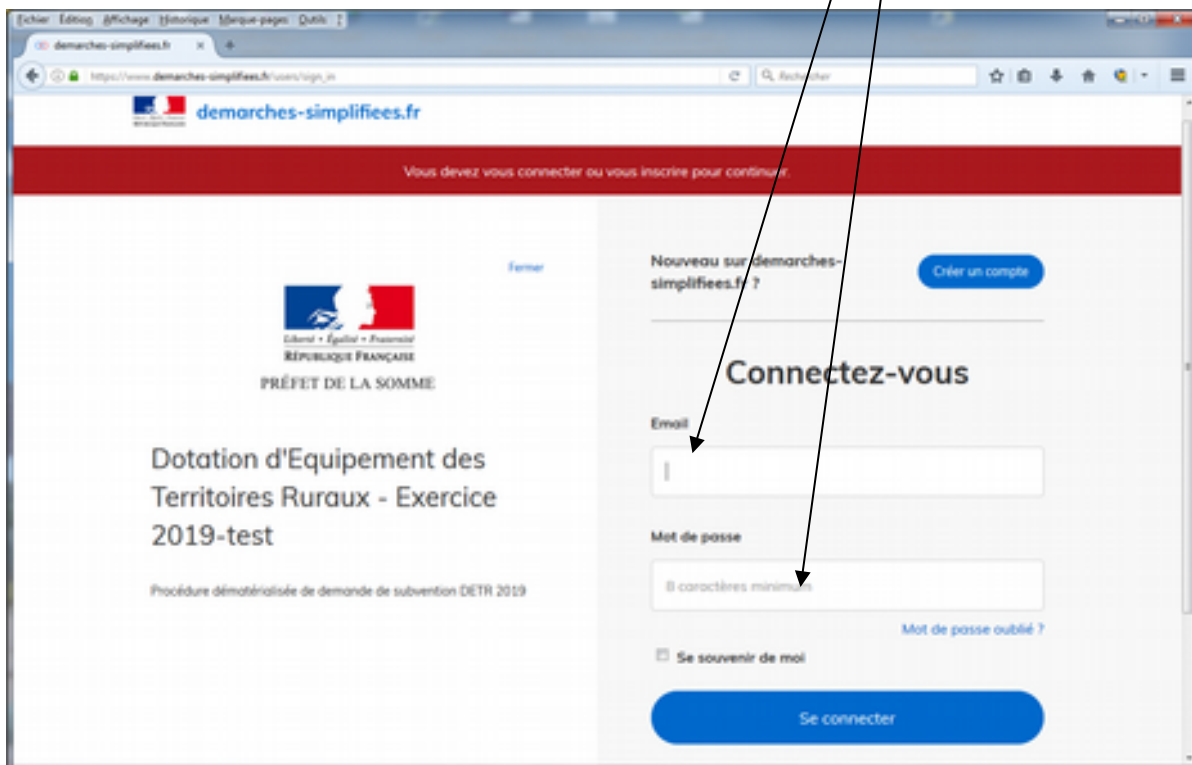 Fichier Édition Affichage Historique Marque-pages Outils ?
demarches-simplifiees.fr
https://www.demarches-simplifiees.fr/users/sign_in
Rechercher
demarches-simplifiees.fr
Vous devez vous connecter ou vous inscrire pour continuer.
Fermer
Liberté • Égalité • Fraternité
RÉPUBLIQUE FRANÇAISE
PRÉFET DE LA SOMME
Dotation d'Equipement des
Territoires Ruraux - Exercice
2019-test
Procédure dématérialisée de demande de subvention DETR 2019
Nouveau sur demarches-
simplifiees.fr ?
Créer un compte
Connectez-vous
Email
Mot de passe
8 caractères minimum
Mot de passe oublié ?
Se souvenir de moi
Se connecter